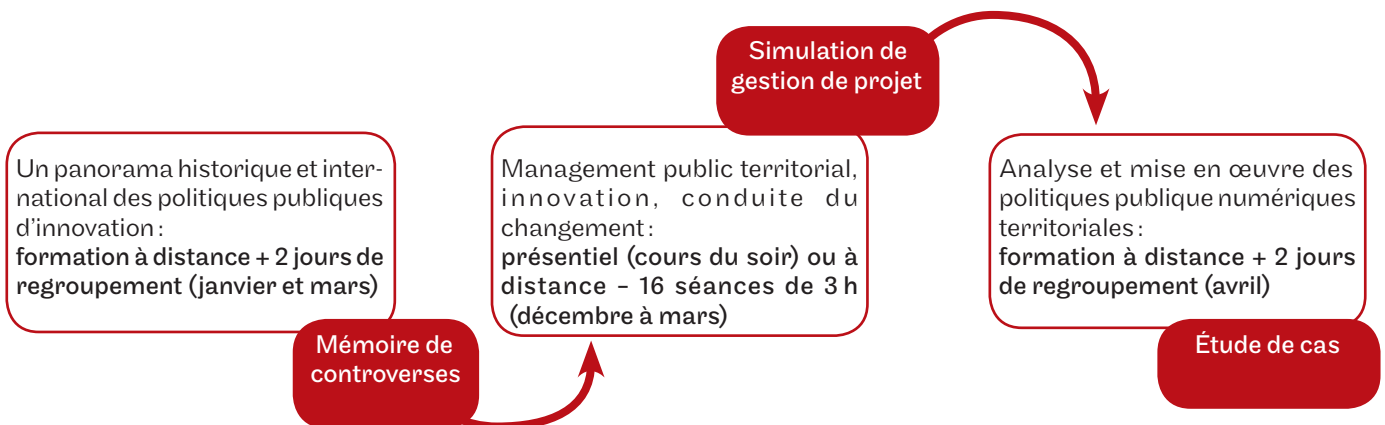 Un panorama historique et inter-
national des politiques publiques
d'innovation :
formation à distance + 2 jours de
regroupement (janvier et mars)
Mémoire de
controverses
Simulation de
gestion de projet
Management public territorial,
innovation, conduite du
changement :
présentiel (cours du soir) ou à
distance – 16 séances de 3 h
(décembre à mars)
Analyse et mise en œuvre des
politiques publique numériques
territoriales :
formation à distance + 2 jours
de regroupement (avril)
Étude de cas